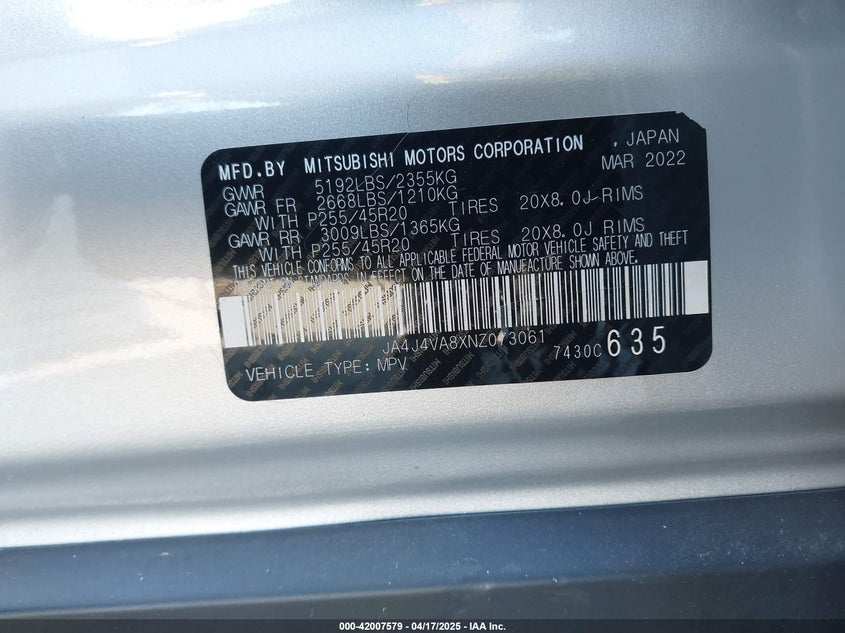 MFD.BY MITSUBISHI MOTORS CORPORATION , JAPAN
MAR 2022
GVWR 5192LBS/2355KG
GAWR FR 2668LBS/1210KG
WITH P255/45R20 TIRES 20X8.0J RIMS
GAWR RR 3009LBS/1365KG
WITH P255/45R20 TIRES 20X8.0J RIMS
THIS VEHICLE CONFORMS TO ALL APPLICABLE FEDERAL MOTOR VEHICLE SAFETY AND THEFT
STANDARDS IN EFFECT ON THE DATE OF MANUFACTURE SHOWN ABOVE.
JA4J4VA8XNZ073061
7430C 635
VEHICLE TYPE: MPV
000-42007579 - 04/17/2025 - IAA Inc.